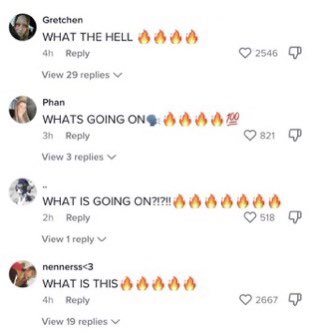 Gretchen
WHAT THE HELL 🔥🔥🔥🔥
4h Reply 2546
View 29 replies
Phan
WHATS GOING ON🗣️🔥🔥🔥🔥💯
3h Reply 821
View 3 replies
..
WHAT IS GOING ON?!?!!🔥🔥🔥🔥🔥🔥🔥
2h Reply 518
View 1 reply
nennerss<3
WHAT IS THIS🔥🔥🔥🔥🔥
4h Reply 2667
View 19 replies